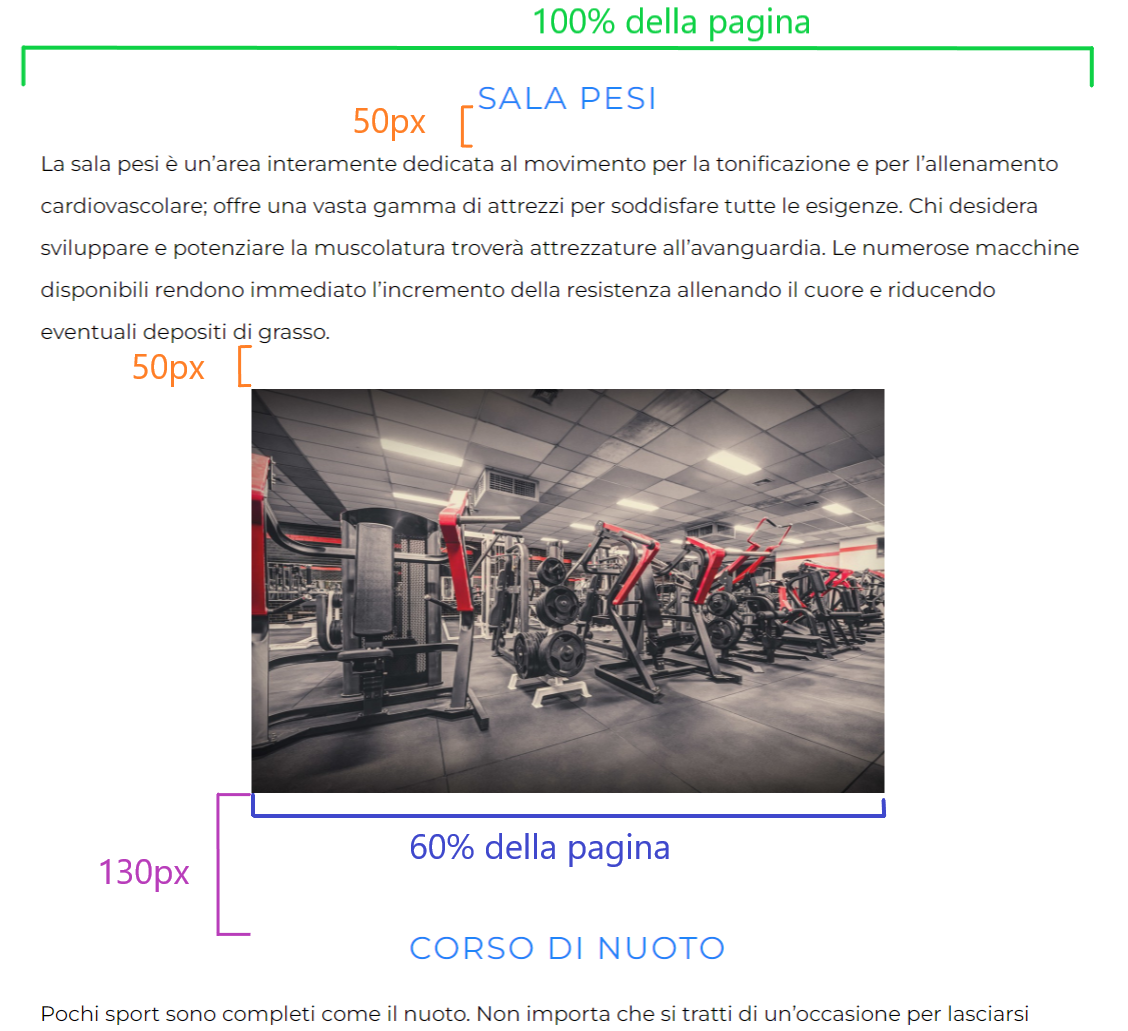 100% della pagina
SALA PESI
50px
La sala pesi è un’area interamente dedicata al movimento per la tonificazione e per l’allenamento
cardiovascolare; offre una vasta gamma di attrezzi per soddisfare tutte le esigenze. Chi desidera
sviluppare e potenziare la muscolatura troverà attrezzature all’avanguardia. Le numerose macchine
disponibili rendono immediato l’incremento della resistenza allenando il cuore e riducendo
eventuali depositi di grasso.
50px
60% della pagina
130px
CORSO DI NUOTO
Pochi sport sono completi come il nuoto. Non importa che si tratti di un’occasione per lasciarsi